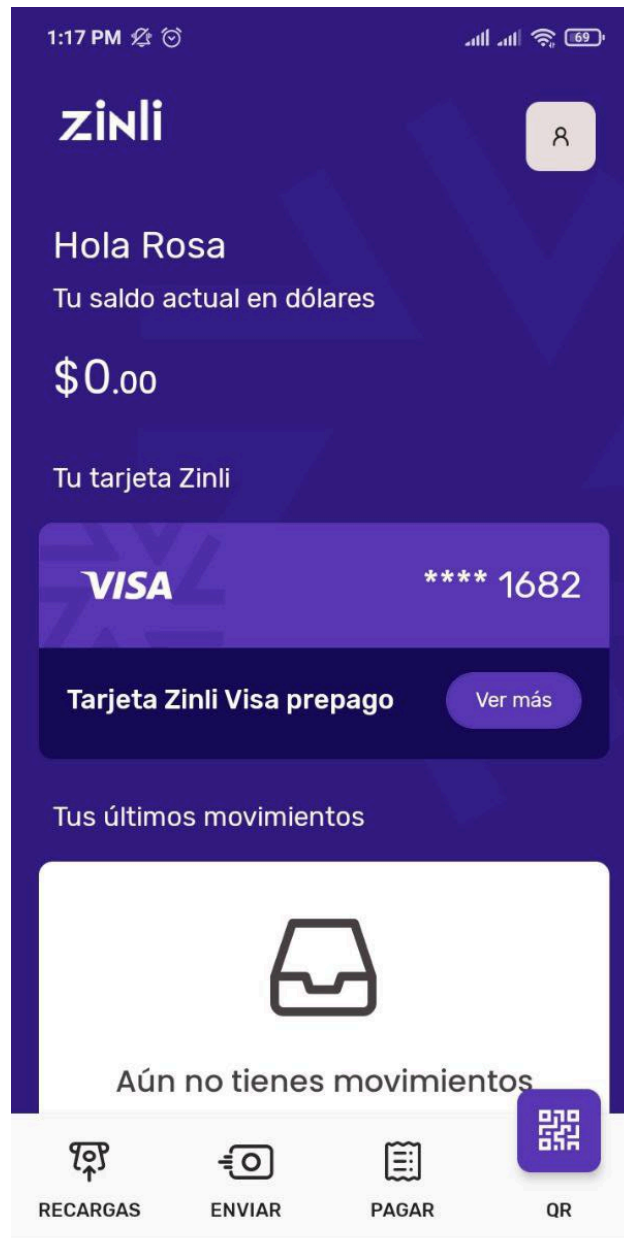 1:17 PM 69
zinli
Hola Rosa
Tu saldo actual en dólares
$0.00
Tu tarjeta Zinli
VISA **** 1682
Tarjeta Zinli Visa prepago Ver más
Tus últimos movimientos
Aún no tienes movimientos
RECARGAS ENVIAR PAGAR QR